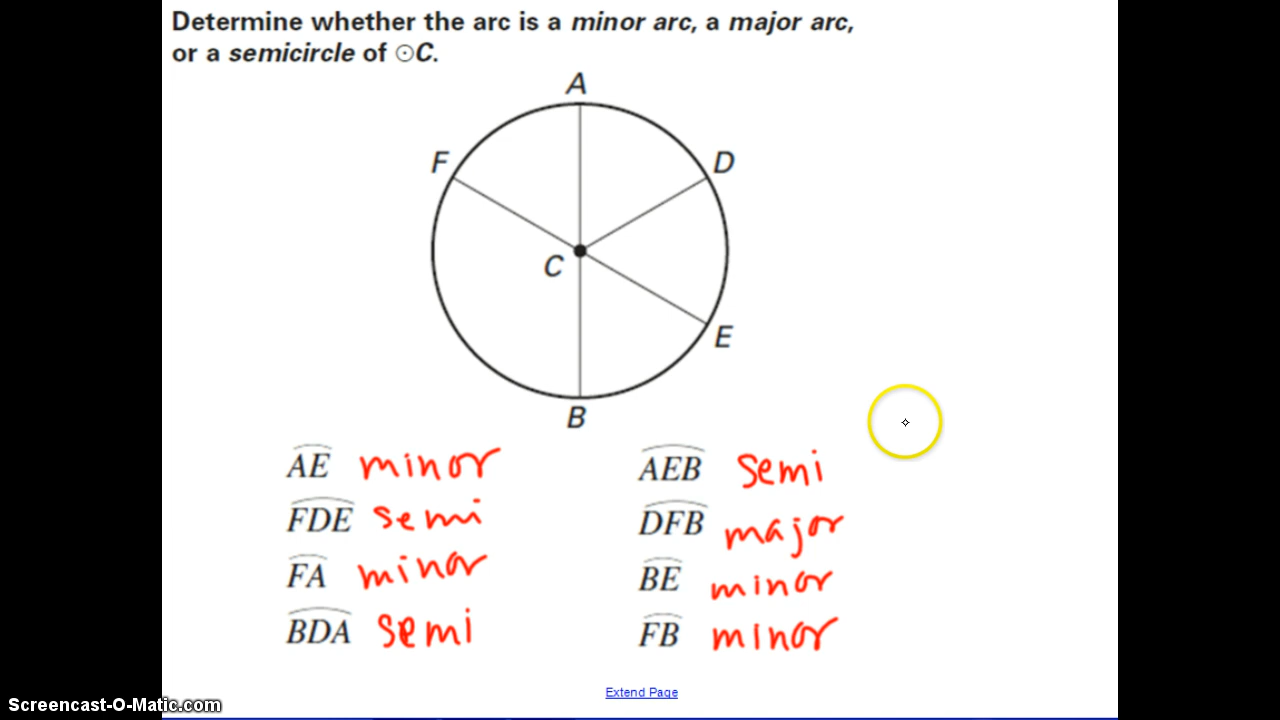 Determine whether the arc is a minor arc, a major arc,
or a semicircle of ⊙C.
A
F
D
C
E
B
AE minor
AEB semi
FDE semi
DFB major
FA minor
BE minor
BDA semi
FB minor
Extend Page
Screencast-O-Matic.com